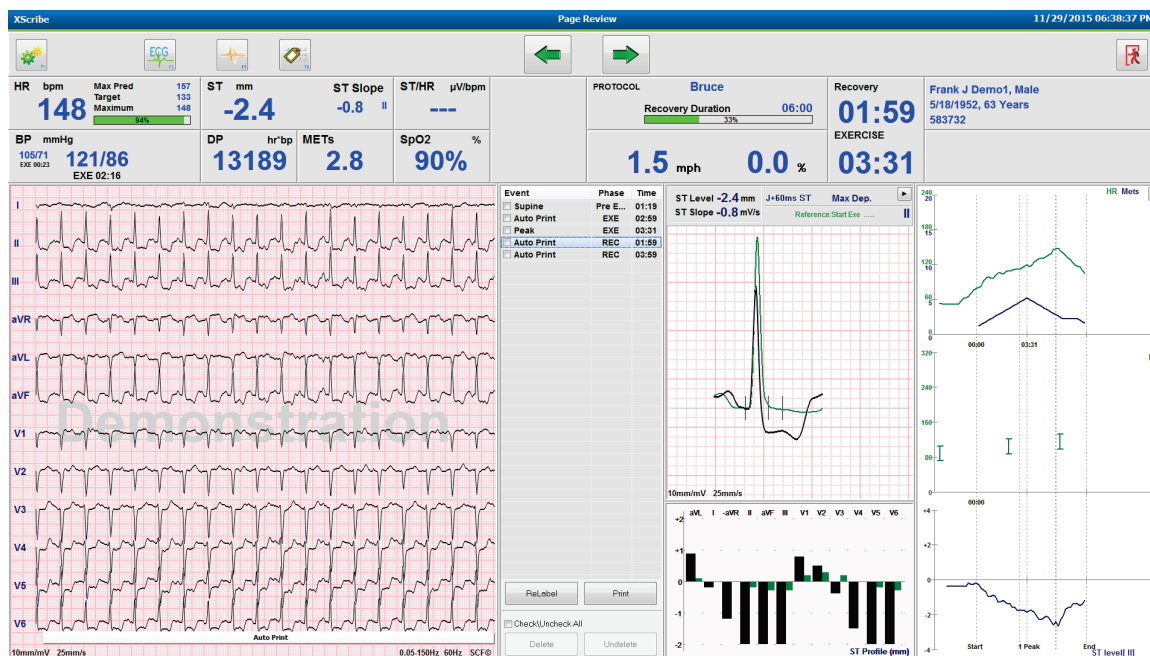 XScribe Page Review 11/29/2015 06:38:37 PM
ECG
HR bpm Max Pred 157
Target 133
148 Maximum 148
94%
ST mm ST Slope
-2.4 -0.8 II
ST/HR µV/bpm
---
PROTOCOL Bruce
Recovery Duration 06:00
33%
Recovery
01:59
EXERCISE
03:31
Frank J Demo1, Male
5/18/1952, 63 Years
583732
BP mmHg
105/71 121/86
EXE 00:23 EXE 02:16
DP hr*bp
13189
METs
2.8
SpO2 %
90%
1.5 mph 0.0 %
I
II
III
aVR
aVL
aVF
V1
V2
V3
V4
V5
V6
Demonstration
Auto Print
10mm/mV 25mm/s 0.05-150Hz 60Hz SCF©
Event Phase Time
Supine Pre E... 01:19
Auto Print EXE 02:59
Peak EXE 03:31
Auto Print REC 01:59
Auto Print REC 03:59
ReLabel Print
Check\Uncheck All
Delete Undelete
ST Level -2.4 mm J+60ms ST Max Dep.
ST Slope -0.8 mV/s Reference:Start Exe ...... II
10mm/mV 25mm/s
aVL I -aVR II aVF III V1 V2 V3 V4 V5 V6
+2
+1
0
-1
-2
ST Profile (mm)
HR Mets
240
20
180
15
120
10
60
5
0
0
00:00 03:31
320
240
160
80
0
00:00
+4
+2
0
-2
-4
Start 1 Peak End
ST level[ II]